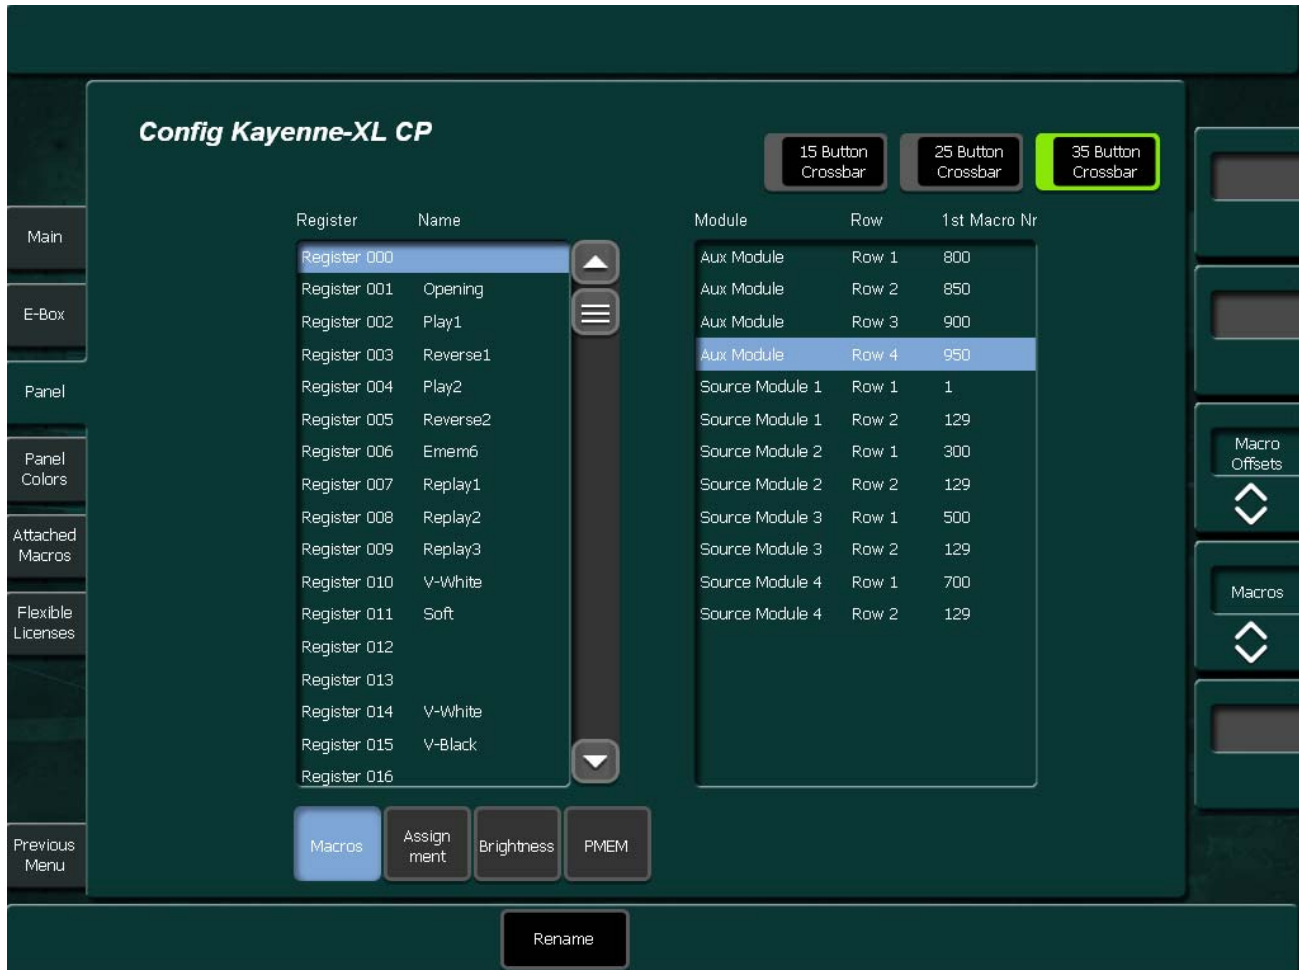 Config Kayenne-XL CP
15 Button
Crossbar
25 Button
Crossbar
35 Button
Crossbar
Main
E-Box
Panel
Panel
Colors
Attached
Macros
Flexible
Licenses
Previous
Menu
Register Name
Register 000
Register 001 Opening
Register 002 Play1
Register 003 Reverse1
Register 004 Play2
Register 005 Reverse2
Register 006 Emem6
Register 007 Replay1
Register 008 Replay2
Register 009 Replay3
Register 010 V-White
Register 011 Soft
Register 012
Register 013
Register 014 V-White
Register 015 V-Black
Register 016
Module Row 1st Macro Nr
Aux Module Row 1 800
Aux Module Row 2 850
Aux Module Row 3 900
Aux Module Row 4 950
Source Module 1 Row 1 1
Source Module 1 Row 2 129
Source Module 2 Row 1 300
Source Module 2 Row 2 129
Source Module 3 Row 1 500
Source Module 3 Row 2 129
Source Module 4 Row 1 700
Source Module 4 Row 2 129
Macro
Offsets
Macros
Macros
Assign
ment
Brightness
PMEM
Rename